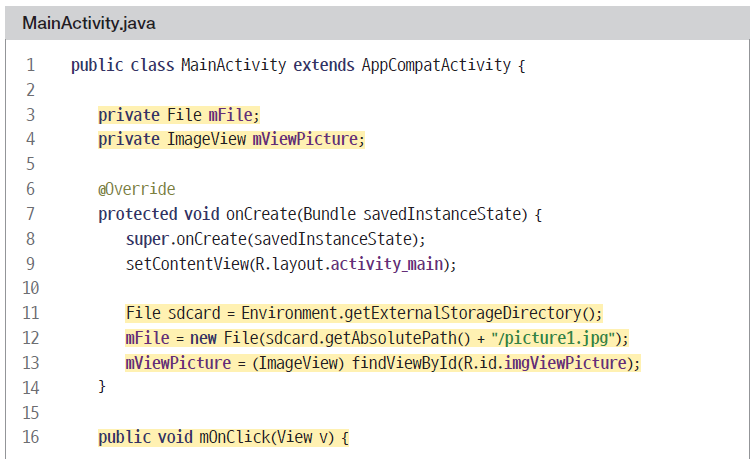 MainActivity.java
1 public class MainActivity extends AppCompatActivity {
2
3 private File mFile;
4 private ImageView mViewPicture;
5
6 @Override
7 protected void onCreate(Bundle savedInstanceState) {
8 super.onCreate(savedInstanceState);
9 setContentView(R.layout.activity_main);
10
11 File sdcard = Environment.getExternalStorageDirectory();
12 mFile = new File(sdcard.getAbsolutePath() + "/picture1.jpg");
13 mViewPicture = (ImageView) findViewById(R.id.imgViewPicture);
14 }
15
16 public void mOnClick(View v) {